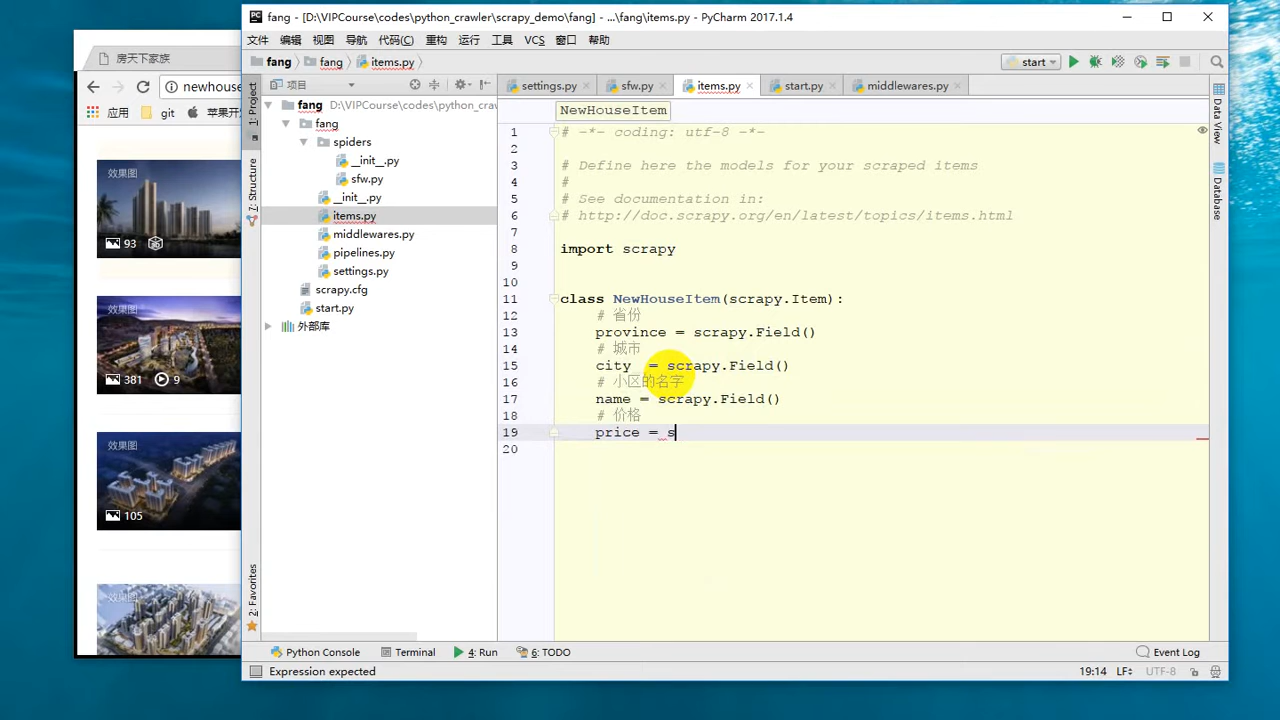 房天下家族
newhouse
应用
git
苹果开
效果图
93
效果图
381
9
效果图
105
效果图
fang - [D:\VIPCourse\codes\python_crawler\scrapy_demo\fang] - ...\fang\items.py - PyCharm 2017.1.4
文件 编辑 视图 导航 代码(C) 重构 运行 工具 VCS 窗口 帮助
fang fang items.py
start
1: Project
7: Structure
2: Favorites
项目
fang D:\VIPCourse\codes\python_craw
fang
spiders
__init__.py
sfw.py
__init__.py
items.py
middlewares.py
pipelines.py
settings.py
scrapy.cfg
start.py
外部库
settings.py sfw.py items.py start.py middlewares.py
NewHouseItem
1 # -*- coding: utf-8 -*-
2
3 # Define here the models for your scraped items
4 #
5 # See documentation in:
6 # http://doc.scrapy.org/en/latest/topics/items.html
7
8 import scrapy
9
10
11 class NewHouseItem(scrapy.Item):
12 # 省份
13 province = scrapy.Field()
14 # 城市
15 city  = scrapy.Field()
16 # 小区的名字
17 name = scrapy.Field()
18 # 价格
19 price = s
20
Data View
Database
Python Console Terminal 4: Run 6: TODO Event Log
Expression expected 19:14 LF÷ UTF-8